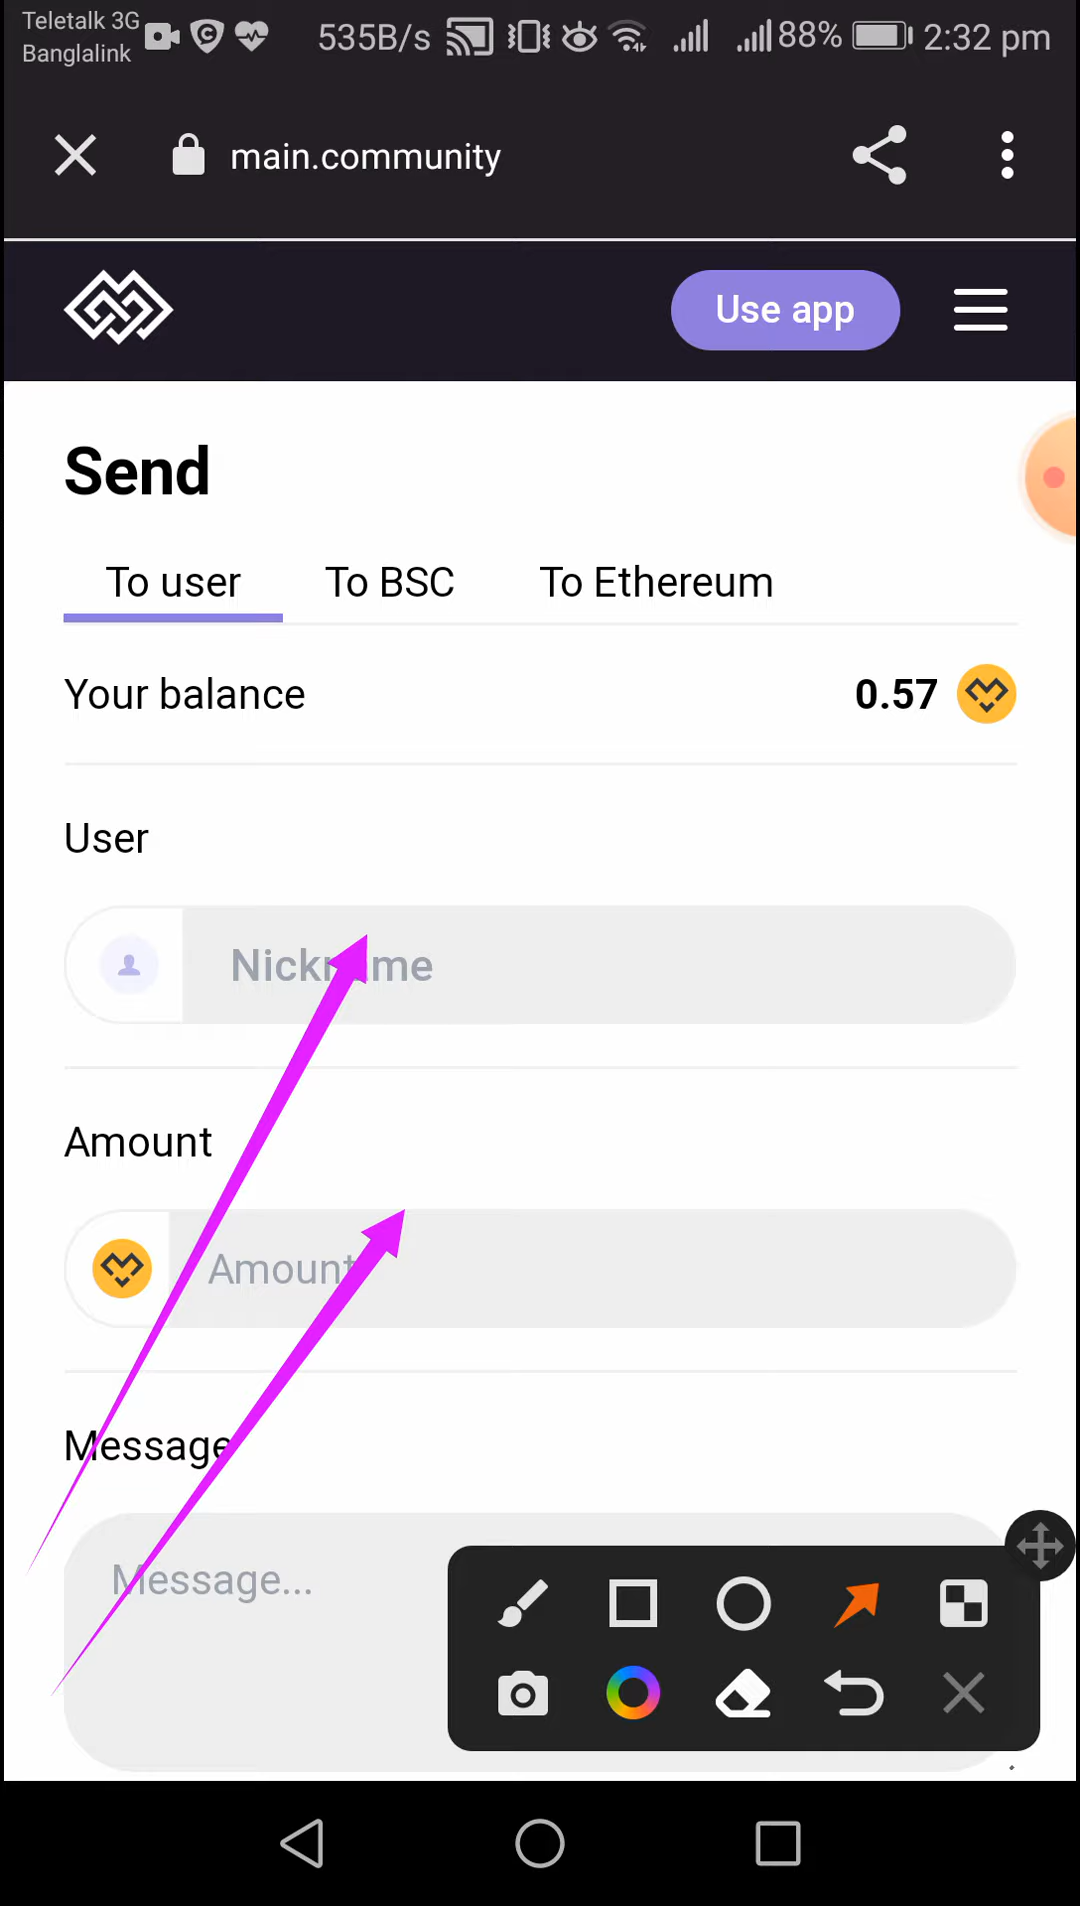 Teletalk 3G
Banglalink
535B/s
88%
2:32 pm
main.community
Use app
Send
To user
To BSC
To Ethereum
Your balance
0.57
User
Nickname
Amount
Amount
Message
Message...